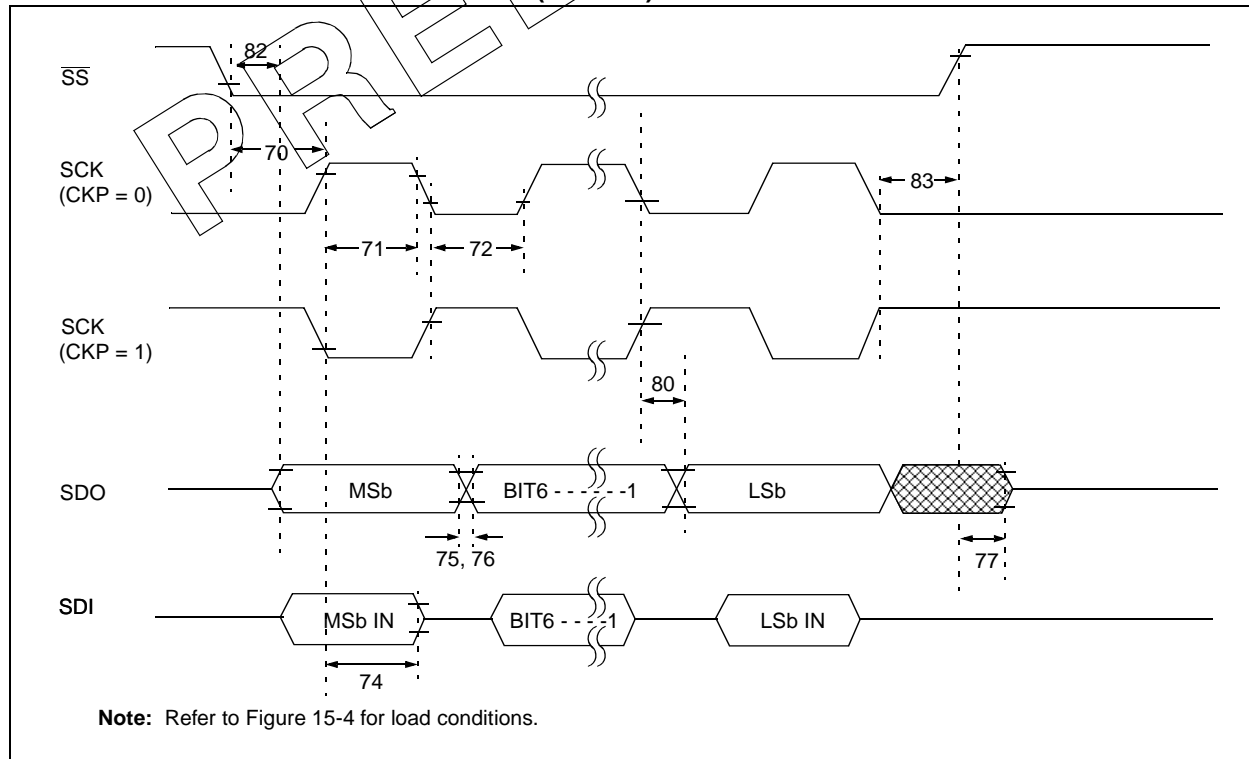 82
SS
70
SCK
(CKP = 0)
83
71
72
SCK
(CKP = 1)
80
SDO
MSb
BIT6 - - - - - -1
LSb
75, 76
77
SDI
MSb IN
BIT6 - - - -1
LSb IN
74
Note: Refer to Figure 15-4 for load conditions.